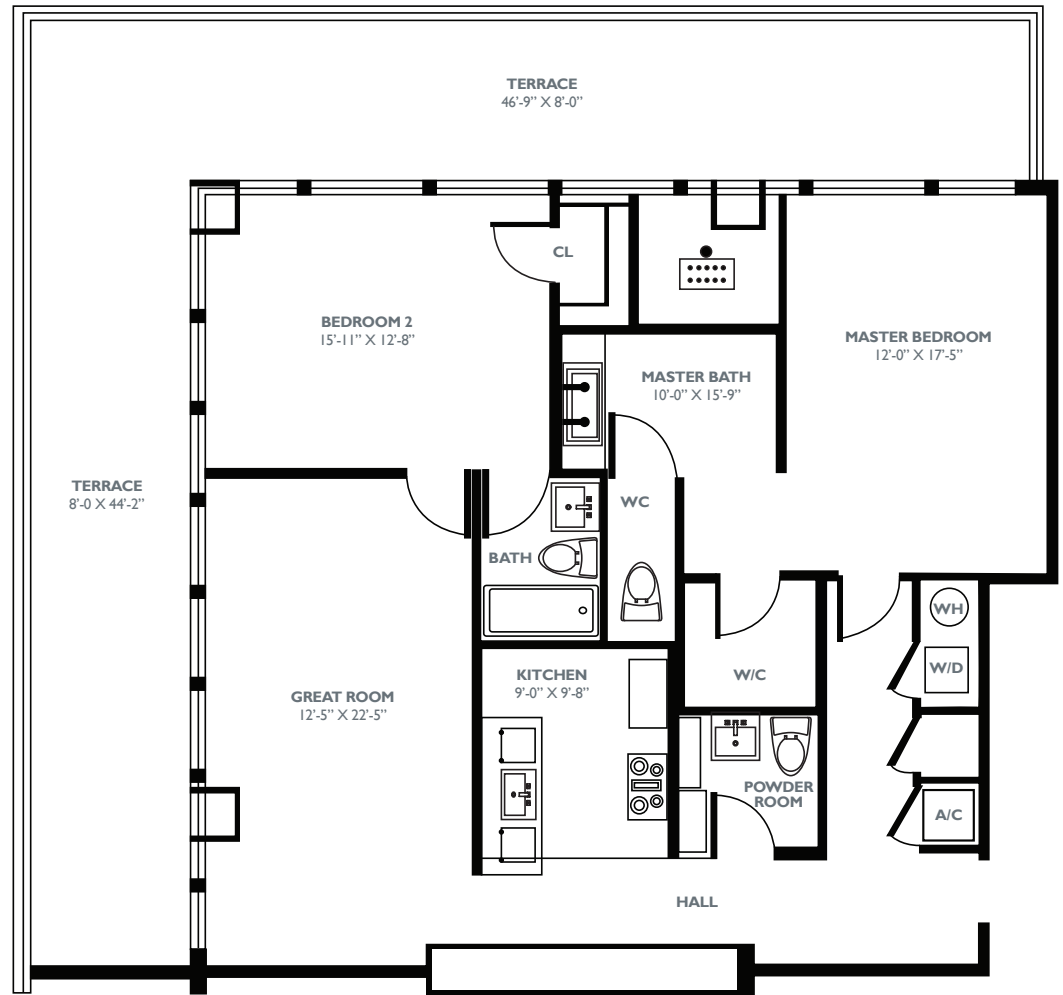 TERRACE
46’-9” X 8’-0”
CL
BEDROOM 2
15’-11” X 12’-8”
MASTER BEDROOM
12’-0” X 17’-5”
MASTER BATH
10’-0” X 15’-9”
TERRACE
8’-0 X 44’-2”
WC
BATH
WH
W/D
W/C
KITCHEN
9’-0” X 9’-8”
GREAT ROOM
12’-5” X 22’-5”
POWDER
ROOM
A/C
HALL